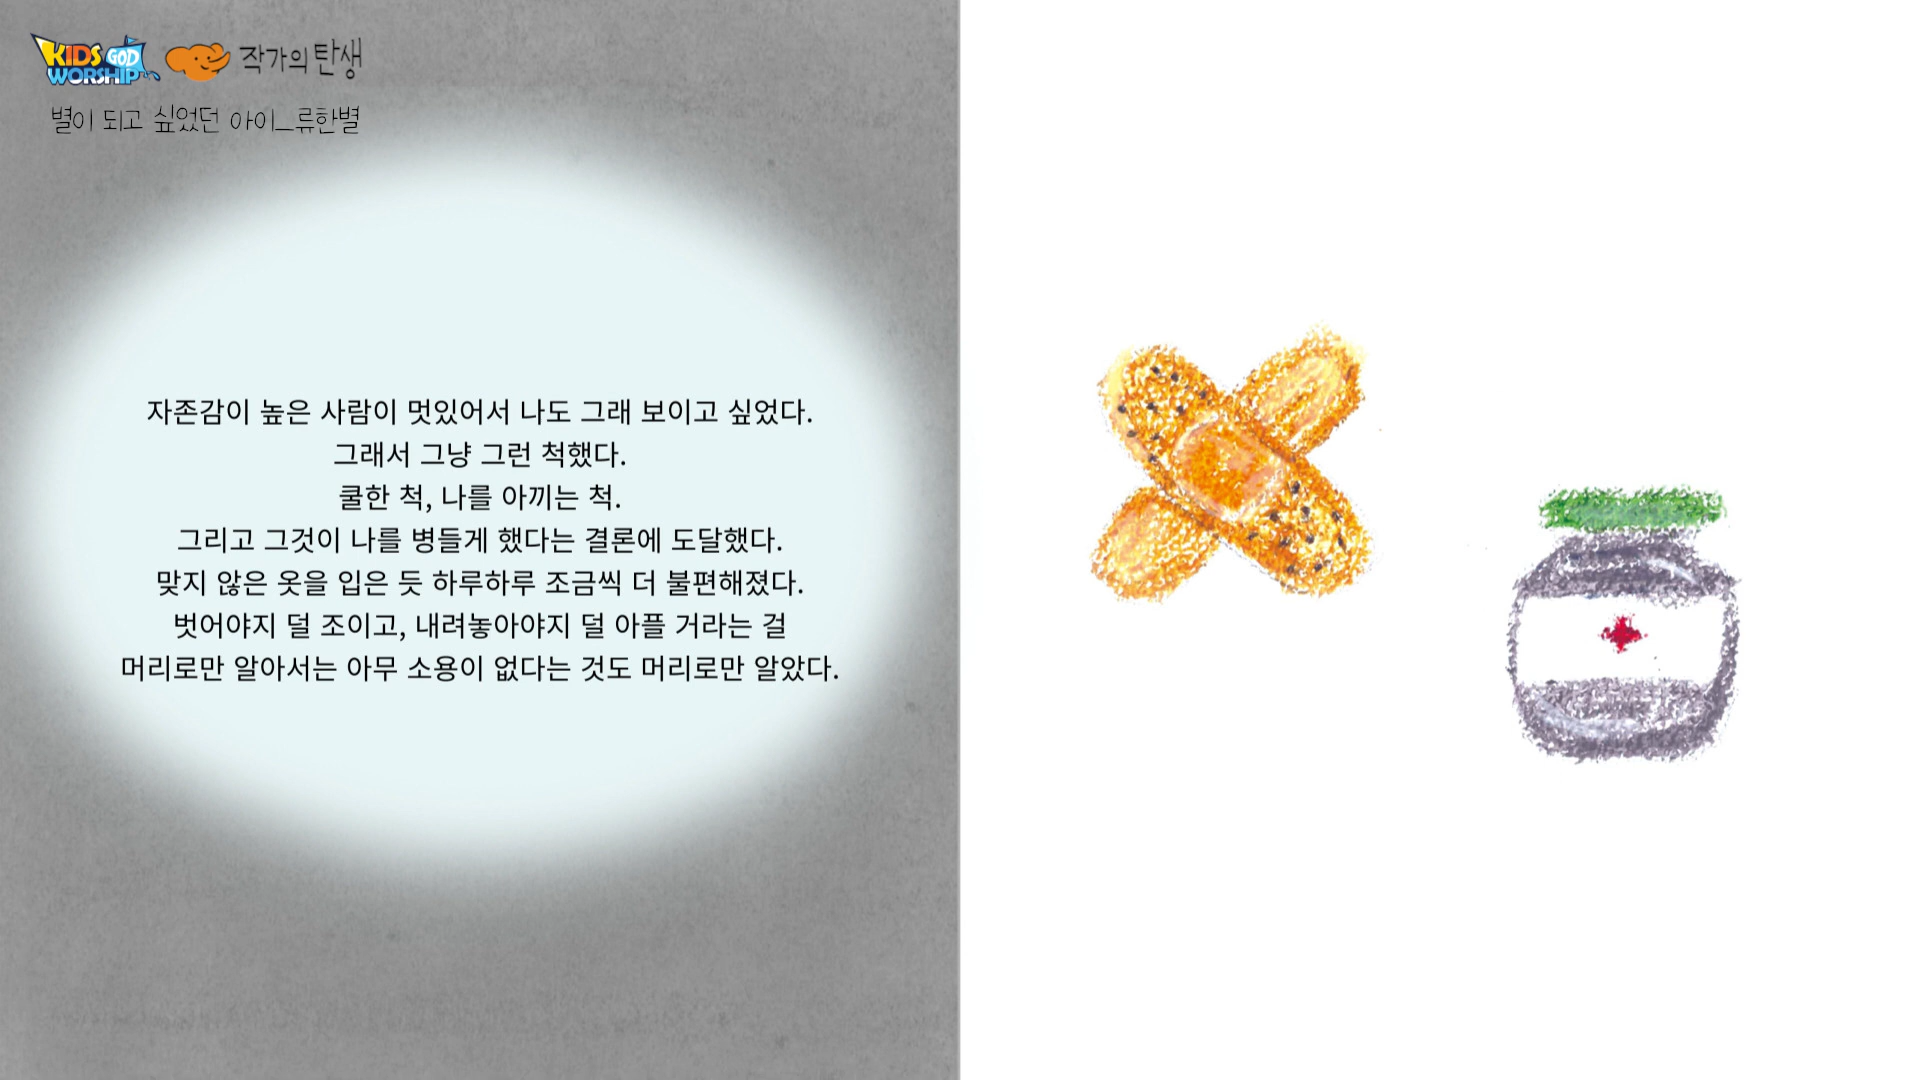 KIDS GOD WORSHIP 작가의 탄생
별이 되고 싶었던 아이_류한별
자존감이 높은 사람이 멋있어서 나도 그래 보이고 싶었다.
그래서 그냥 그런 척했다.
쿨한 척, 나를 아끼는 척.
그리고 그것이 나를 병들게 했다는 결론에 도달했다.
맞지 않은 옷을 입은 듯 하루하루 조금씩 더 불편해졌다.
벗어야지 덜 조이고, 내려놓아야지 덜 아플 거라는 걸
머리로만 알아서는 아무 소용이 없다는 것도 머리로만 알았다.